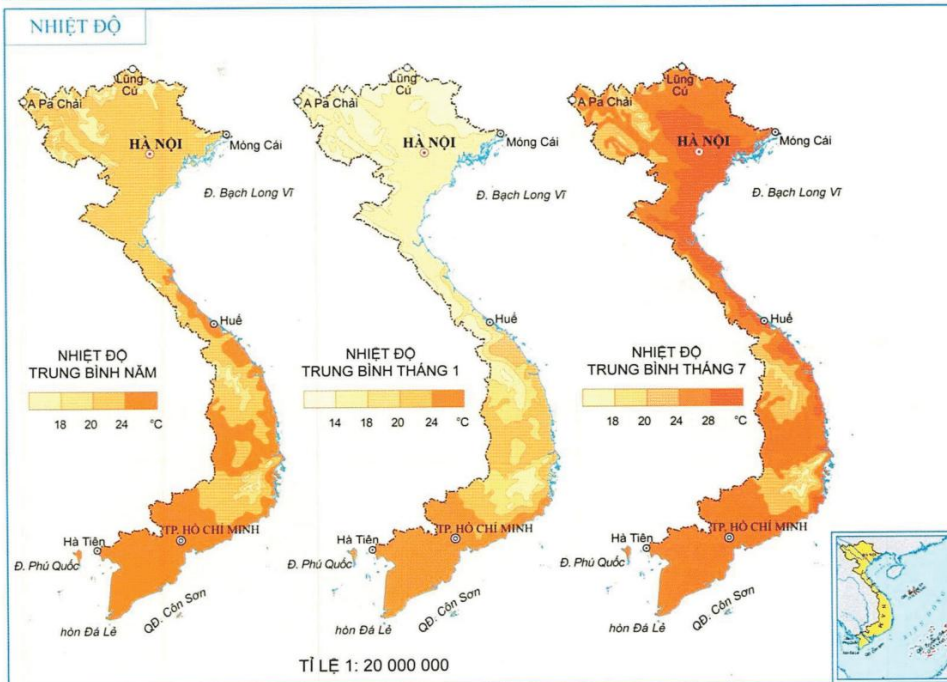 NHIỆT ĐỘ
Lũng
Cú
A Pa Chải
HÀ NỘI
Móng Cái
Đ. Bạch Long Vĩ
Huế
NHIỆT ĐỘ
TRUNG BÌNH NĂM
18 20 24 °C
TP. HỒ CHÍ MINH
Hà Tiên
Đ. Phú Quốc
QĐ. Côn Sơn
hòn Đá Lẻ
Lũng
Cú
A Pa Chải
HÀ NỘI
Móng Cái
Đ. Bạch Long Vĩ
Huế
NHIỆT ĐỘ
TRUNG BÌNH THÁNG 1
14 18 20 24 °C
TP. HỒ CHÍ MINH
Hà Tiên
Đ. Phú Quốc
QĐ. Côn Sơn
hòn Đá Lẻ
Lũng
Cú
A Pa Chải
HÀ NỘI
Móng Cái
Đ. Bạch Long Vĩ
Huế
NHIỆT ĐỘ
TRUNG BÌNH THÁNG 7
18 20 24 28 °C
TP. HỒ CHÍ MINH
Hà Tiên
Đ. Phú Quốc
QĐ. Côn Sơn
hòn Đá Lẻ
TỈ LỆ 1: 20 000 000